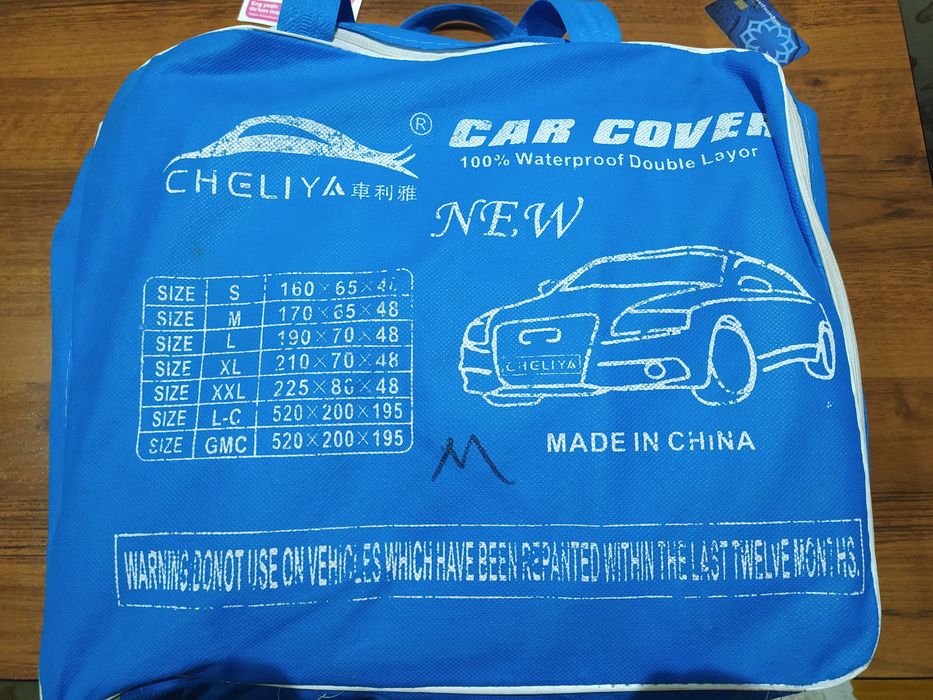 Eng yaqin
®
CAR COVER
100% Waterproof Double Layor
CHELIYA 車利雅
NEW
SIZE S 160×65×4
SIZE M 170×65×48
SIZE L 190×70×48
SIZE XL 210×70×48
SIZE XXL 225×80×48
SIZE L-C 520×200×195
SIZE GMC 520×200×195
CHELIYA
M
MADE IN CHINA
WARNING:DONOT USE ON VEHICLES WHICH HAVE BEEN REPANTED WITHIN THE LAST TWELVE MONTHS.